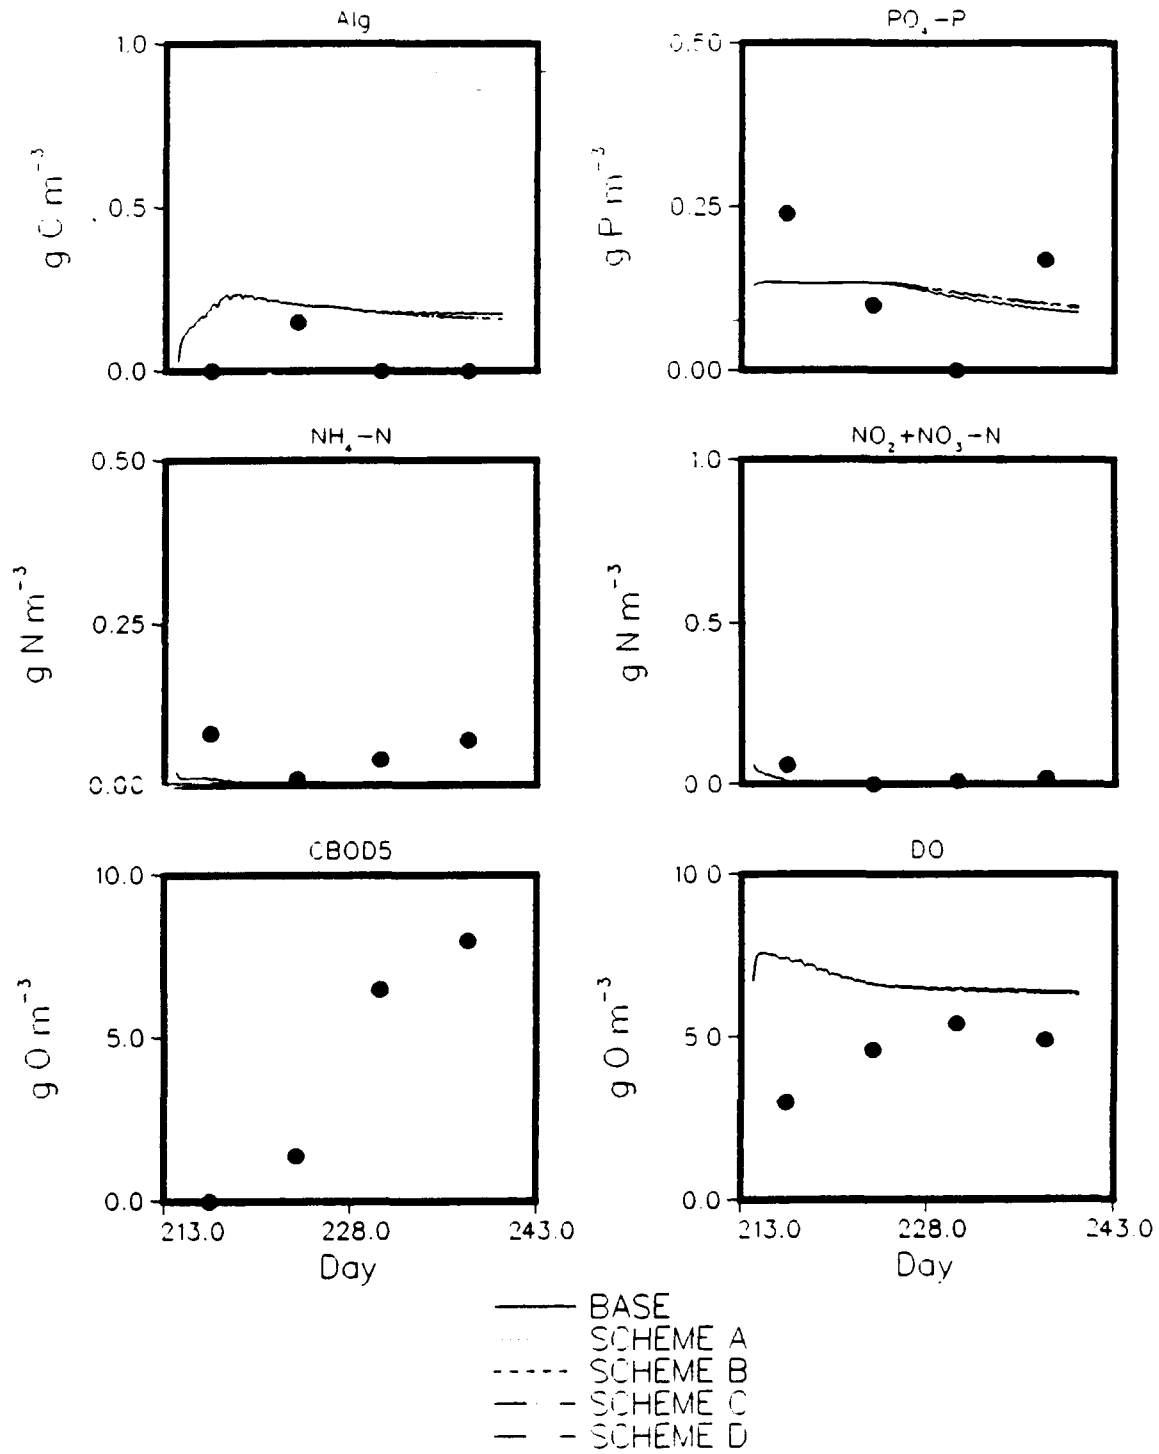 Alg
1.0
0.5
0.0
g C m⁻³
PO₄-P
0.50
0.25
0.00
g P m⁻³
NH₄-N
0.50
0.25
0.00
g N m⁻³
NO₂+NO₃-N
1.0
0.5
0.0
g N m⁻³
CBOD5
10.0
5.0
0.0
g O m⁻³
213.0 228.0 243.0
Day
DO
10.0
5.0
0.0
g O m⁻³
213.0 228.0 243.0
Day
BASE
SCHEME A
SCHEME B
SCHEME C
SCHEME D